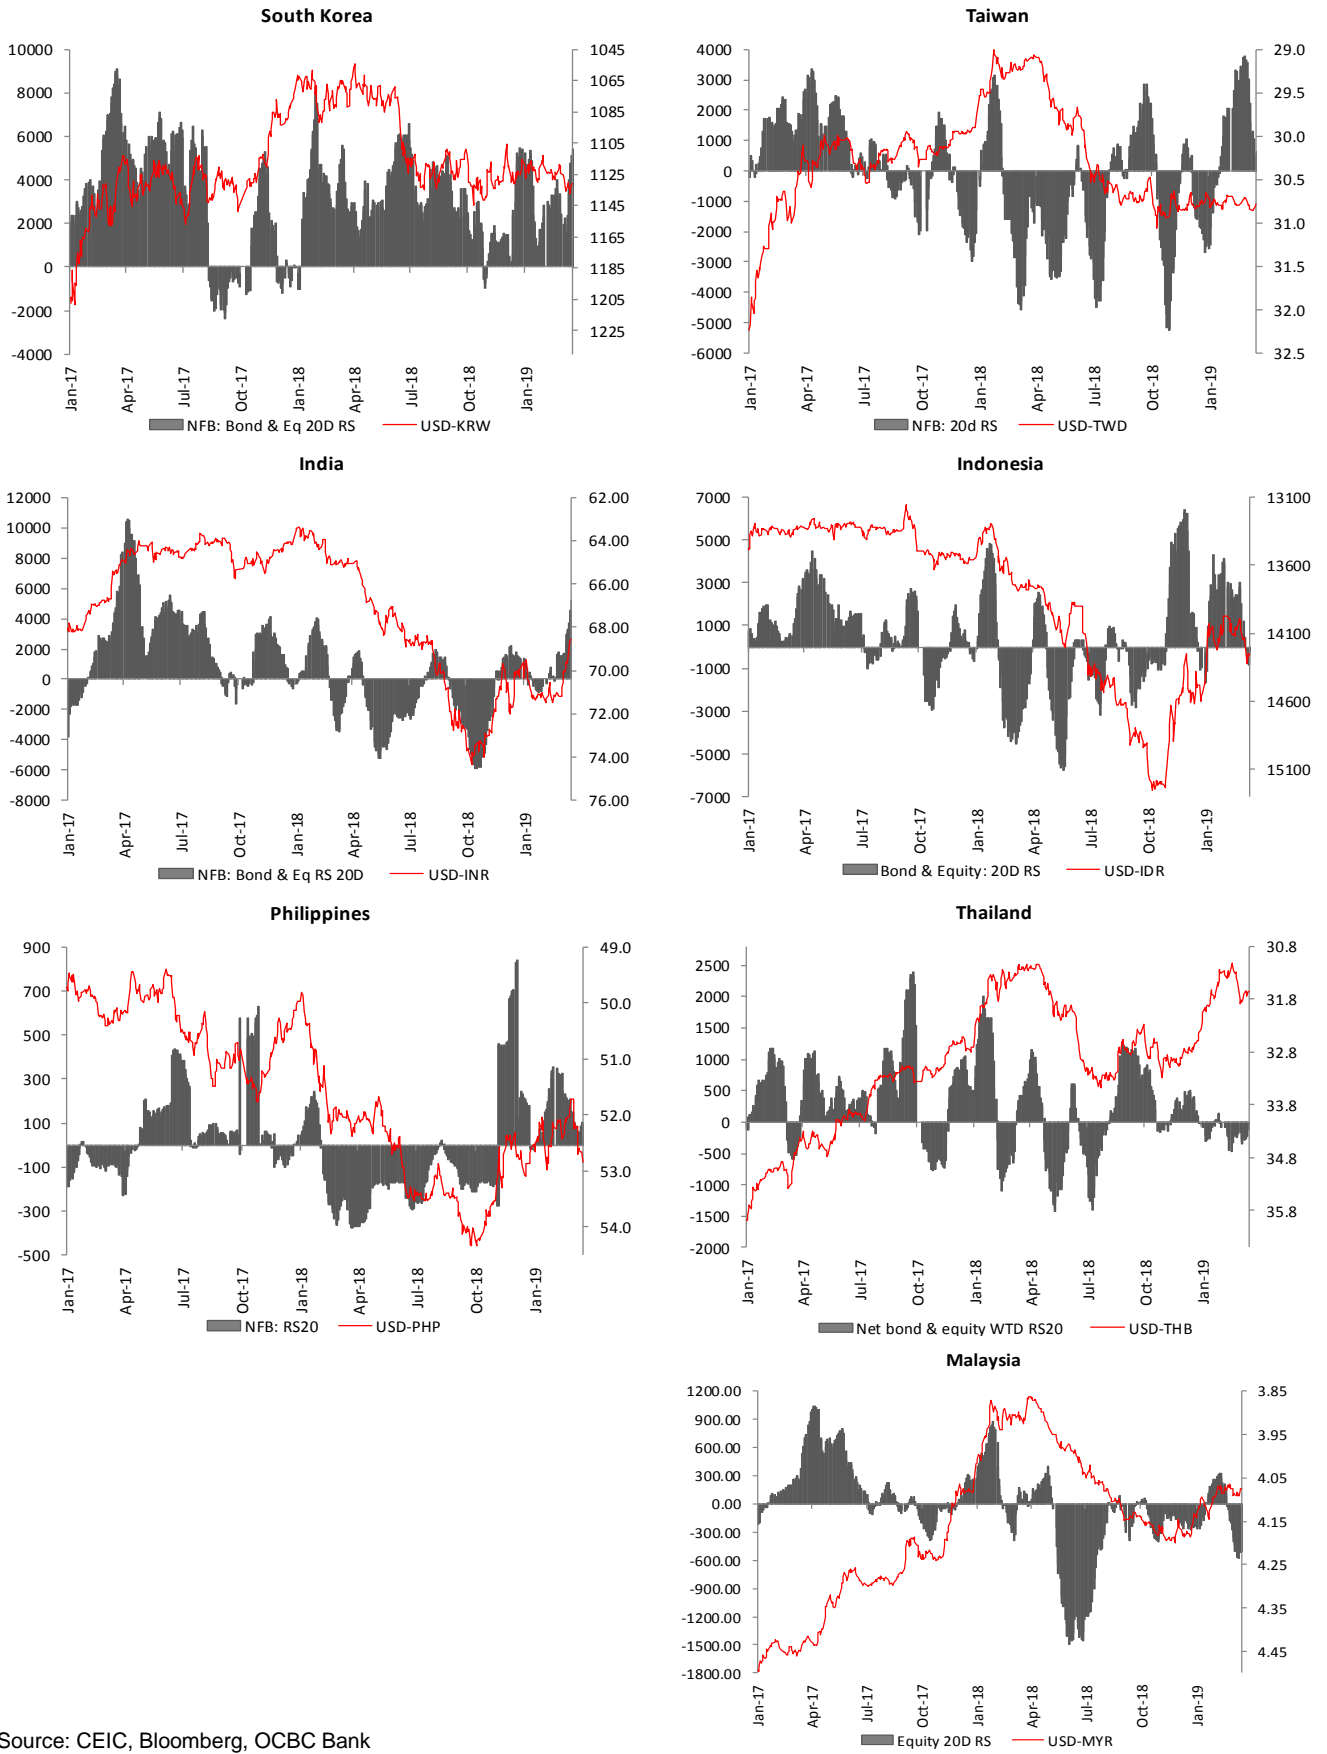 South Korea
10000
8000
6000
4000
2000
0
-2000
-4000
1045
1065
1085
1105
1125
1145
1165
1185
1205
1225
Jan-17
Apr-17
Jul-17
Oct-17
Jan-18
Apr-18
Jul-18
Oct-18
Jan-19
NFB: Bond & Eq 20D RS
USD-KRW
Taiwan
4000
3000
2000
1000
0
-1000
-2000
-3000
-4000
-5000
-6000
29.0
29.5
30.0
30.5
31.0
31.5
32.0
32.5
Jan-17
Apr-17
Jul-17
Oct-17
Jan-18
Apr-18
Jul-18
Oct-18
Jan-19
NFB: 20d RS
USD-TWD
India
12000
10000
8000
6000
4000
2000
0
-2000
-4000
-6000
-8000
62.00
64.00
66.00
68.00
70.00
72.00
74.00
76.00
Jan-17
Apr-17
Jul-17
Oct-17
Jan-18
Apr-18
Jul-18
Oct-18
Jan-19
NFB: Bond & Eq RS 20D
USD-INR
Indonesia
7000
5000
3000
1000
-1000
-3000
-5000
-7000
13100
13600
14100
14600
15100
Jan-17
Apr-17
Jul-17
Oct-17
Jan-18
Apr-18
Jul-18
Oct-18
Jan-19
Bond & Equity: 20D RS
USD-IDR
Philippines
900
700
500
300
100
-100
-300
-500
49.0
50.0
51.0
52.0
53.0
54.0
Jan-17
Apr-17
Jul-17
Oct-17
Jan-18
Apr-18
Jul-18
Oct-18
Jan-19
NFB: RS20
USD-PHP
Thailand
2500
2000
1500
1000
500
0
-500
-1000
-1500
-2000
30.8
31.8
32.8
33.8
34.8
35.8
Jan-17
Apr-17
Jul-17
Oct-17
Jan-18
Apr-18
Jul-18
Oct-18
Jan-19
Net bond & equity WTD RS20
USD-THB
Malaysia
1200.00
900.00
600.00
300.00
0.00
-300.00
-600.00
-900.00
-1200.00
-1500.00
-1800.00
3.85
3.95
4.05
4.15
4.25
4.35
4.45
Jan-17
Apr-17
Jul-17
Oct-17
Jan-18
Apr-18
Jul-18
Oct-18
Jan-19
Equity 20D RS
USD-MYR
Source: CEIC, Bloomberg, OCBC Bank